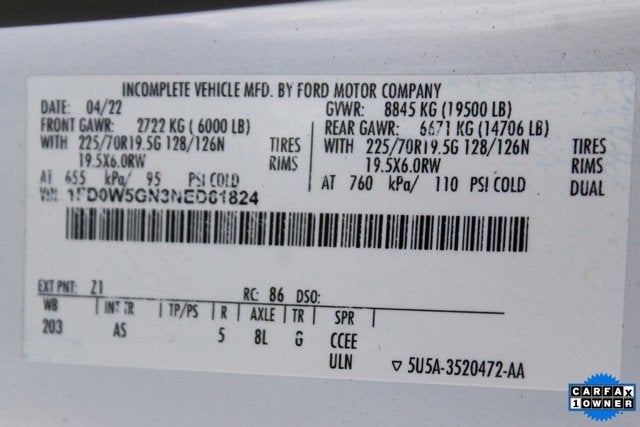 INCOMPLETE VEHICLE MFD. BY FORD MOTOR COMPANY
DATE: 04/22 GVWR: 8845 KG (19500 LB)
FRONT GAWR: 2722 KG ( 6000 LB) REAR GAWR: 6671 KG (14706 LB)
WITH 225/70R19.5G 128/126N TIRES WITH 225/70R19.5G 128/126N TIRES
19.5X6.0RW RIMS 19.5X6.0RW RIMS
AT 655 kPa/ 95 PSI COLD AT 760 kPa/ 110 PSI COLD DUAL
VIN: 1FD0W5GN3NED61824
EXT PNT: Z1 RC: 86 DSO:
WB INT TR TP/PS R AXLE TR SPR
203 AS 5 8L G CCEE
ULN ▽ 5U5A-3520472-AA
CARFAX
1 OWNER